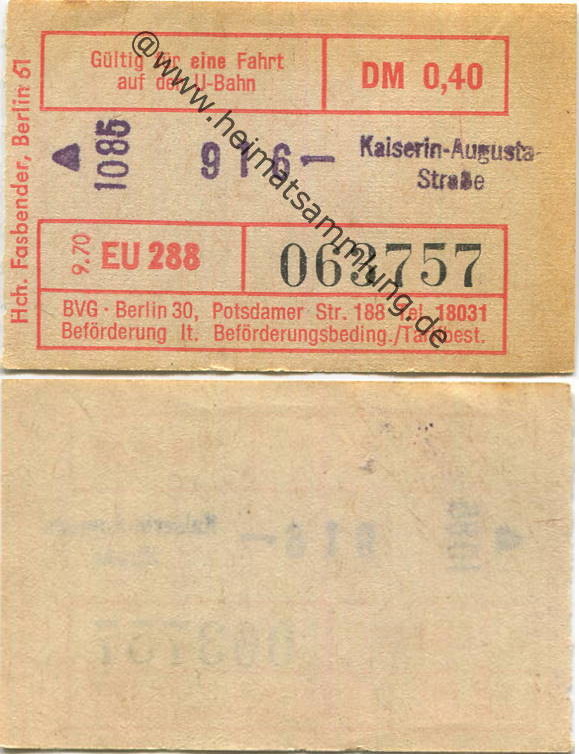 Gültig für eine Fahrt
auf der U-Bahn
DM 0,40
Hch. Fasbender, Berlin 61
1085
916-
Kaiserin-Augusta-
Straße
9.70
EU 288
063757
BVG · Berlin 30, Potsdamer Str. 188 Tel. 18031
Beförderung lt. Beförderungsbeding./Tarifbest.
@www.heimatsammlung.de